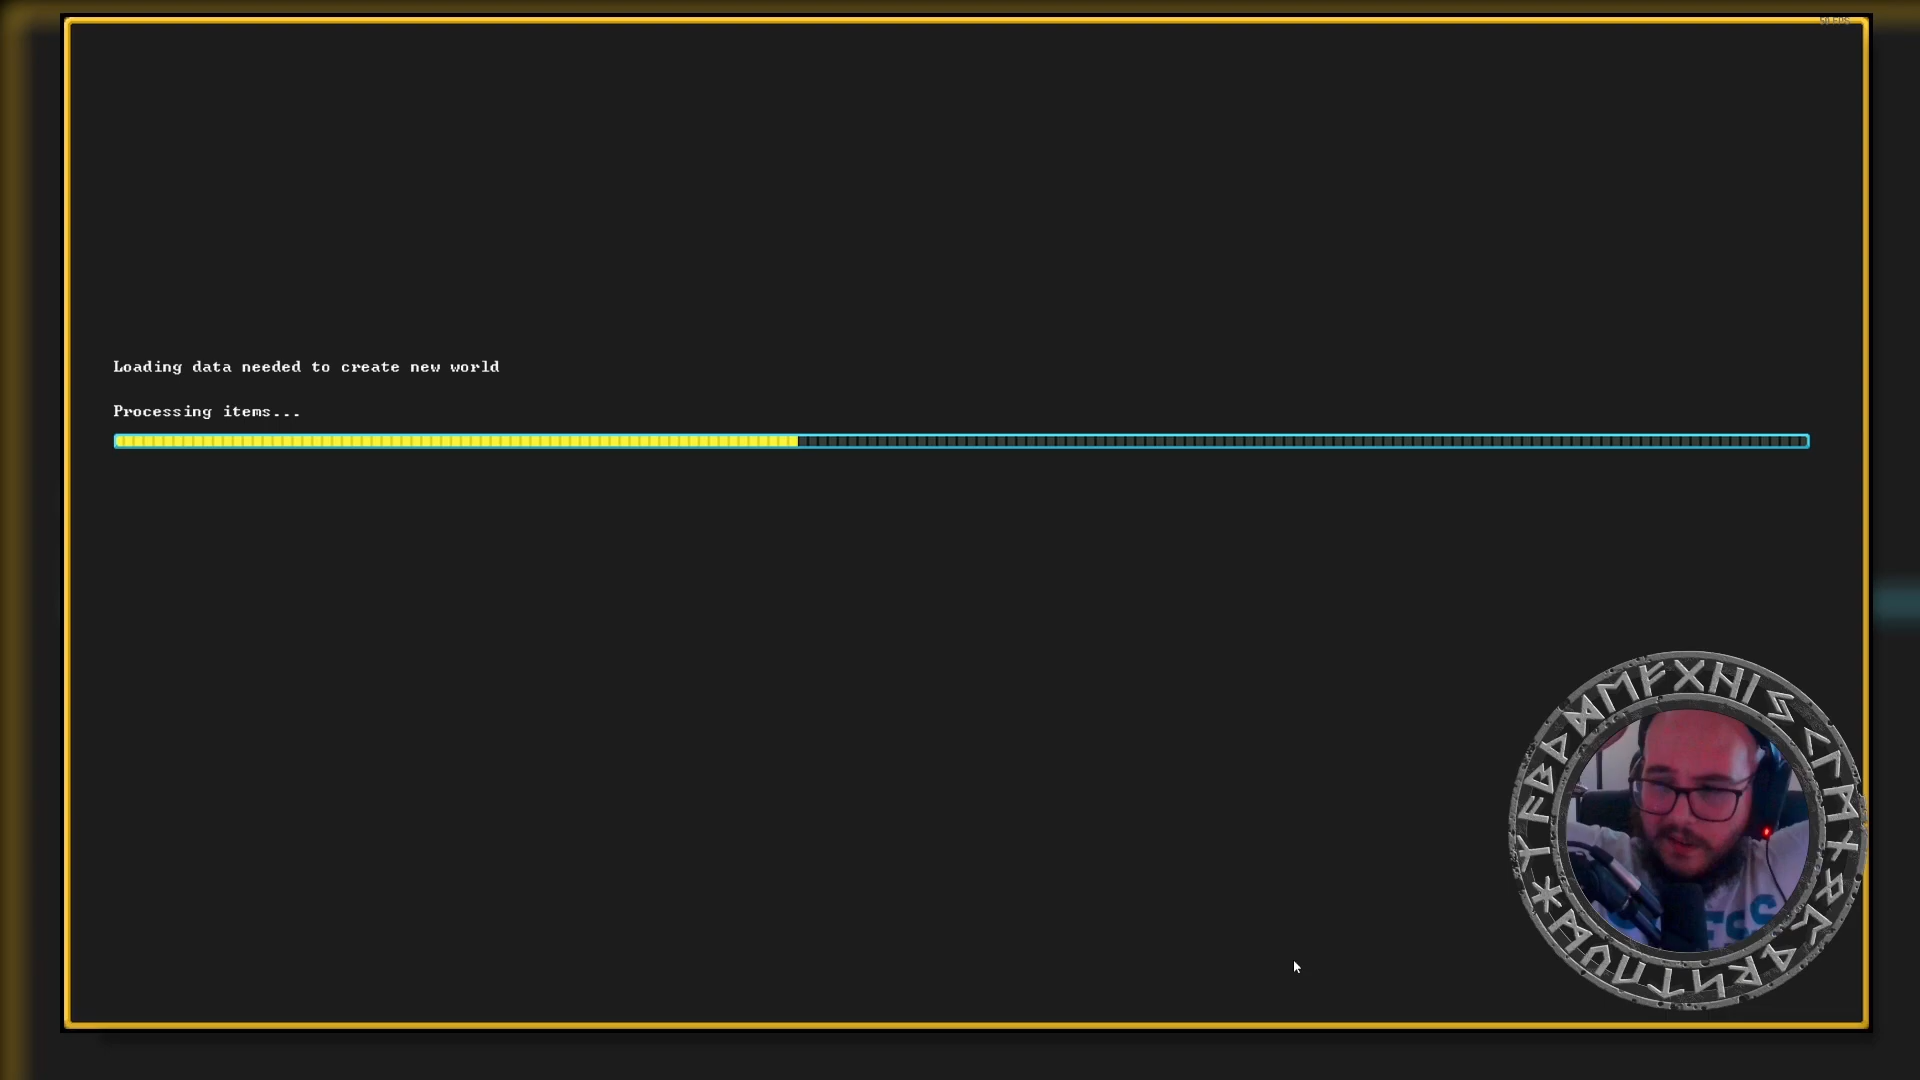 Loading data needed to create new world
Processing items...